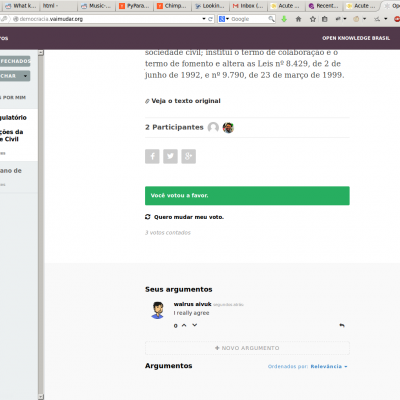 What k
html -
Music-
PyPara
Chimp
Lookin
Inbox (
Acute
Recent
Acute
Op
democracia.vaimudar.org
Google
ros
OPEN KNOWLEDGE BRASIL
FECHADOS
CHAR
S POR MIM
gulatório
ções da
e Civil
ano de
sociedade civil; institui o termo de colaboração e o
termo de fomento e altera as Leis nº 8.429, de 2 de
junho de 1992, e nº 9.790, de 23 de março de 1999.
Veja o texto original
2 Participantes
Você votou a favor.
Quero mudar meu voto.
3 votos contados
Seus argumentos
walrus aivuk segundos atrás
I really agree
0
+ NOVO ARGUMENTO
Argumentos
Ordenadas por: Relevância